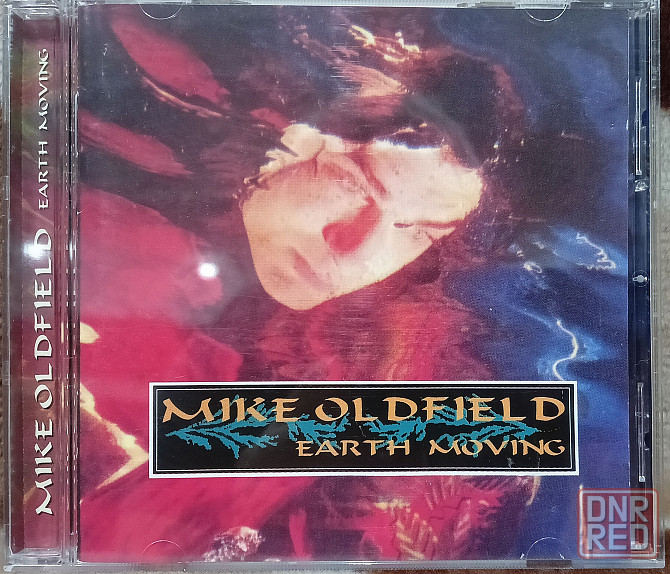 MIKE OLDFIELD EARTH MOVING
MIKE OLDFIELD
EARTH MOVING
DNR
RED